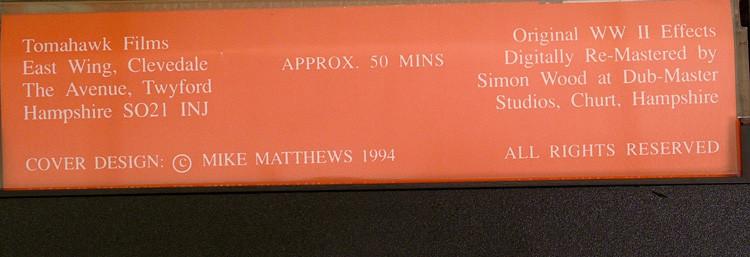 Tomahawk Films
East Wing, Clevedale
The Avenue, Twyford
Hampshire SO21 INJ
APPROX. 50 MINS
Original WW II Effects
Digitally Re-Mastered by
Simon Wood at Dub-Master
Studios, Churt, Hampshire
COVER DESIGN: © MIKE MATTHEWS 1994
ALL RIGHTS RESERVED